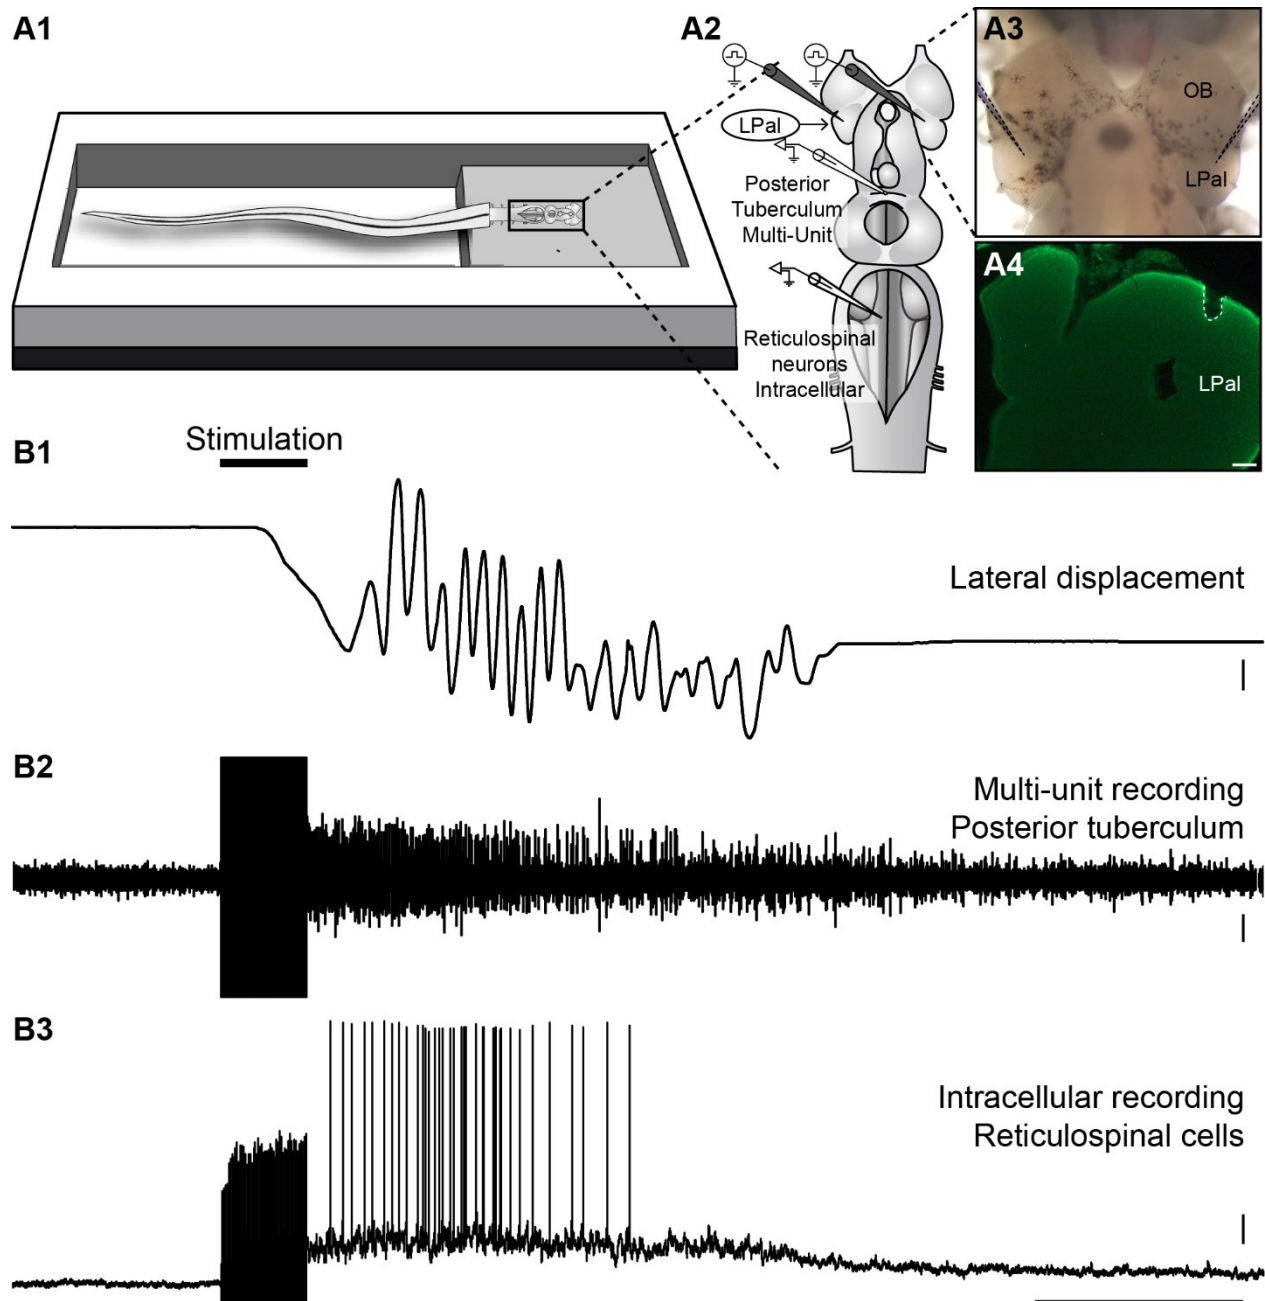 A1
A2
LPal
Posterior
Tuberculum
Multi-Unit
Reticulospinal
neurons
Intracellular
A3
OB
LPal
A4
LPal
B1
Stimulation
Lateral displacement
B2
Multi-unit recording
Posterior tuberculum
B3
Intracellular recording
Reticulospinal cells